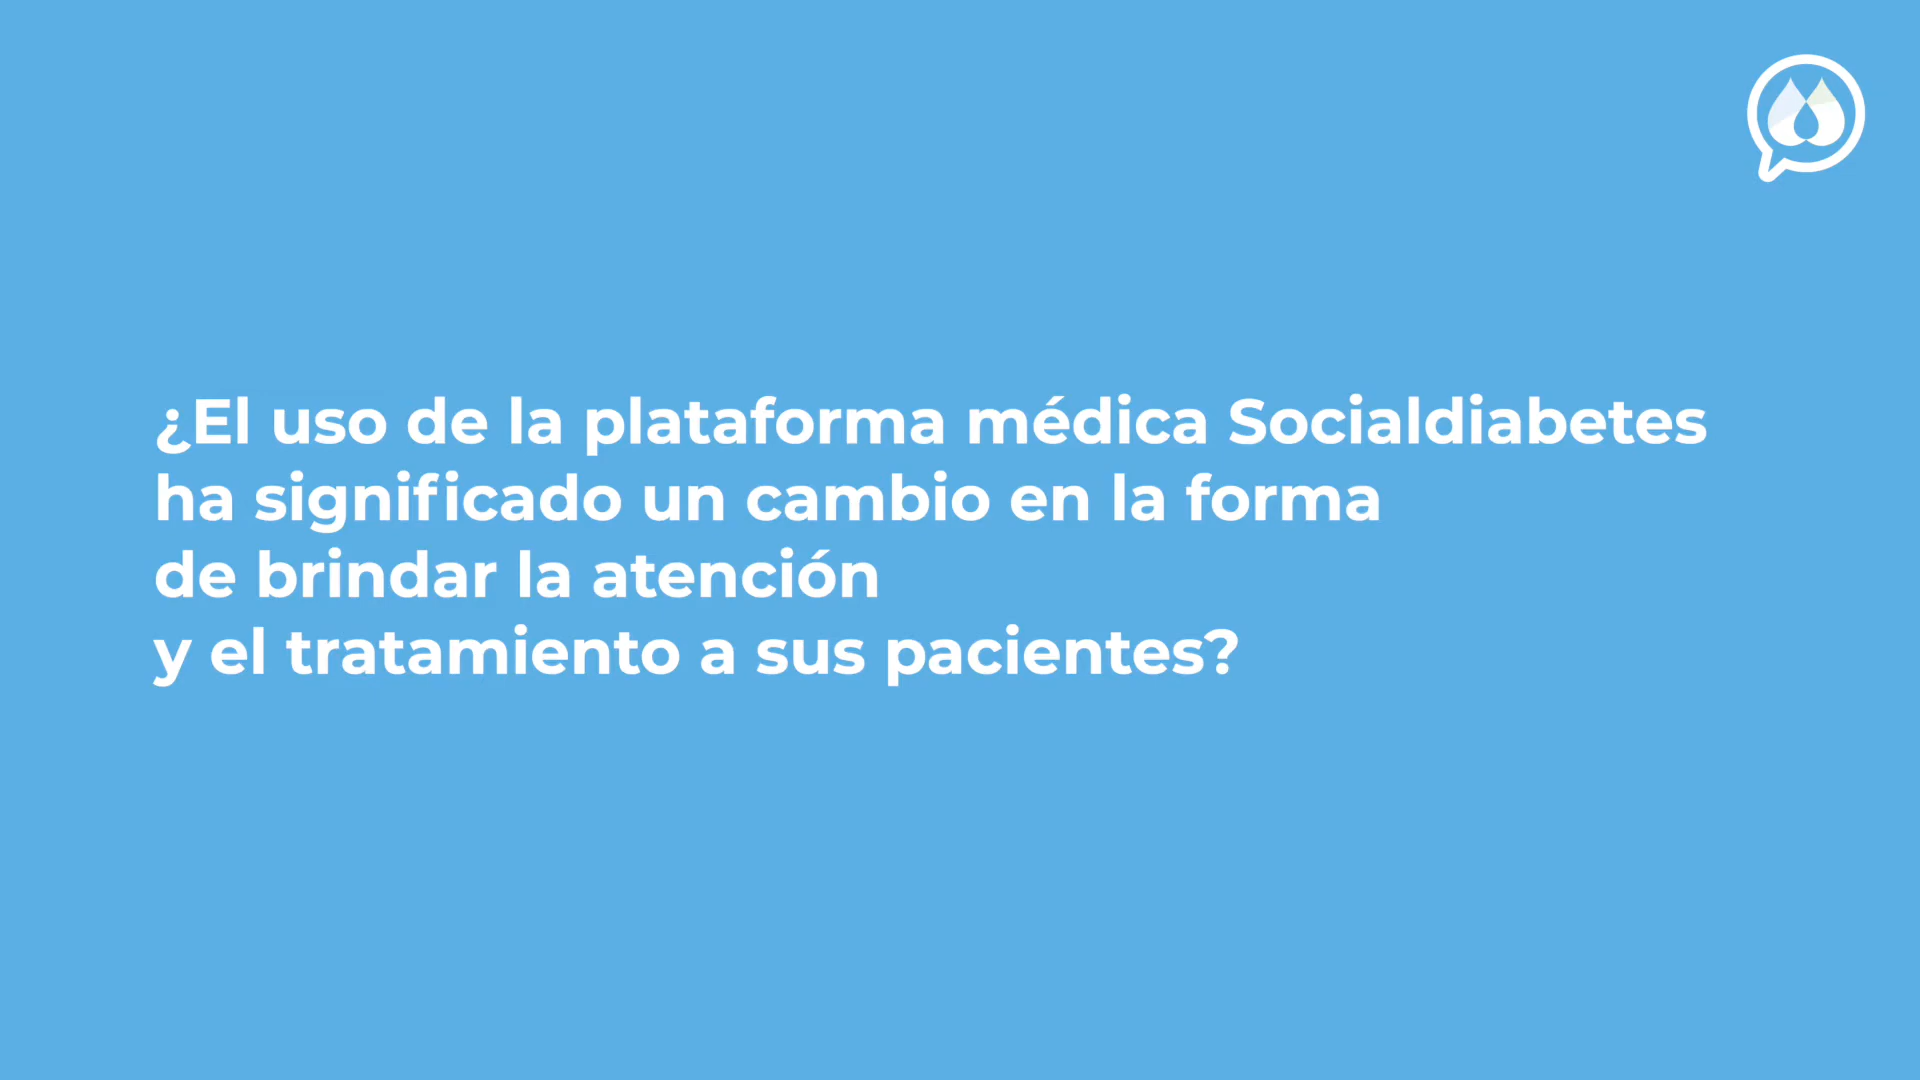 ¿El uso de la plataforma médica Socialdiabetes
ha significado un cambio en la forma
de brindar la atención
y el tratamiento a sus pacientes?